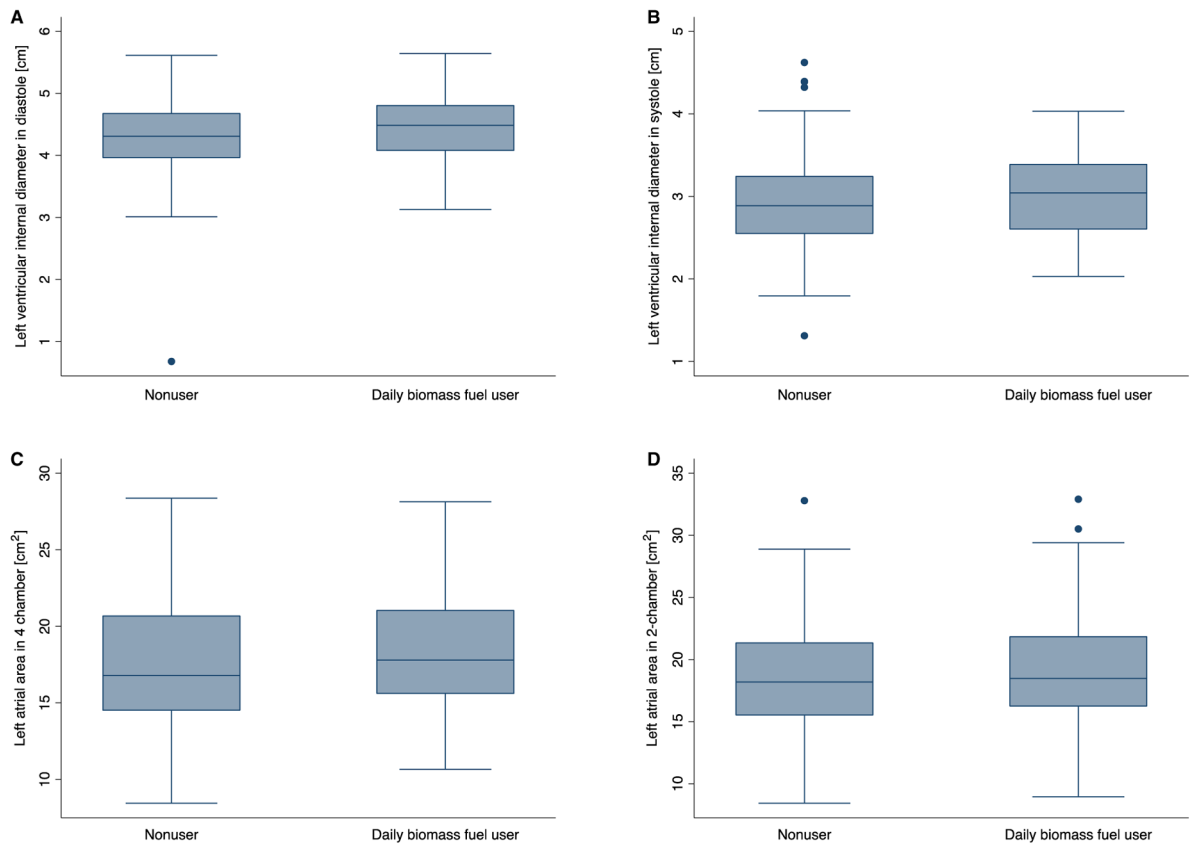 A
Left ventricular internal diameter in diastole [cm]
6
5
4
3
2
1
Nonuser
Daily biomass fuel user
B
Left ventricular internal diameter in systole [cm]
5
4
3
2
1
Nonuser
Daily biomass fuel user
C
Left atrial area in 4 chamber [cm²]
30
25
20
15
10
Nonuser
Daily biomass fuel user
D
Left atrial area in 2-chamber [cm²]
35
30
25
20
15
10
Nonuser
Daily biomass fuel user